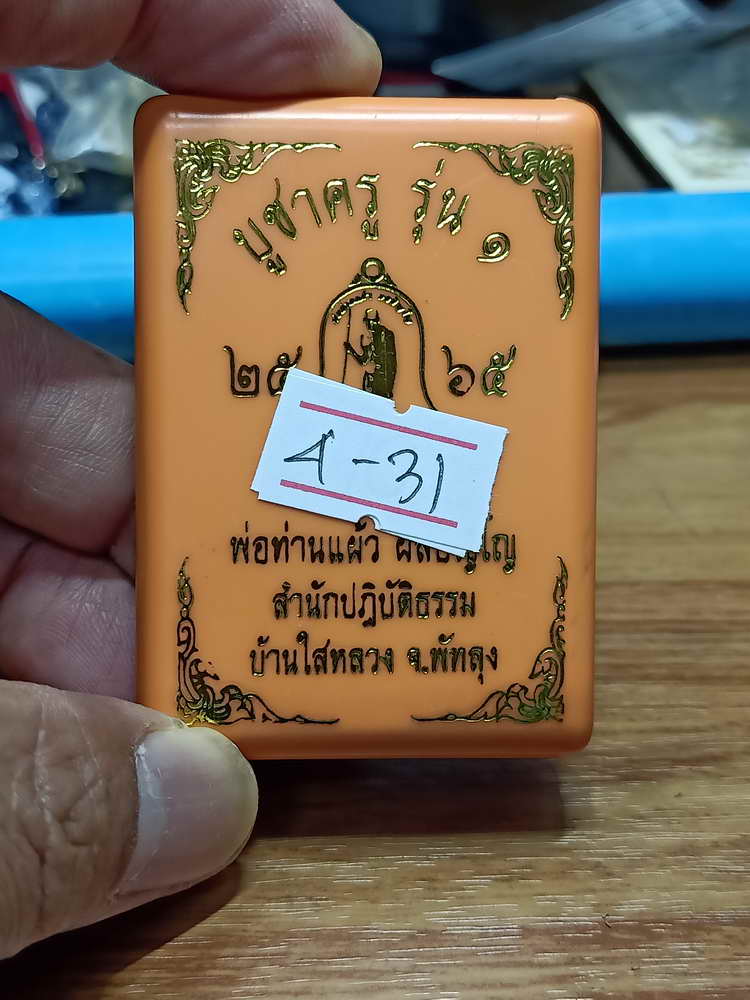 บูชาครู รุ่น ๑
๒๕ ๖๕
4-31
พ่อท่านแผ้ว
สำนักปฎิบัติธรรม
บ้านใสหลวง จ.พัทลุง